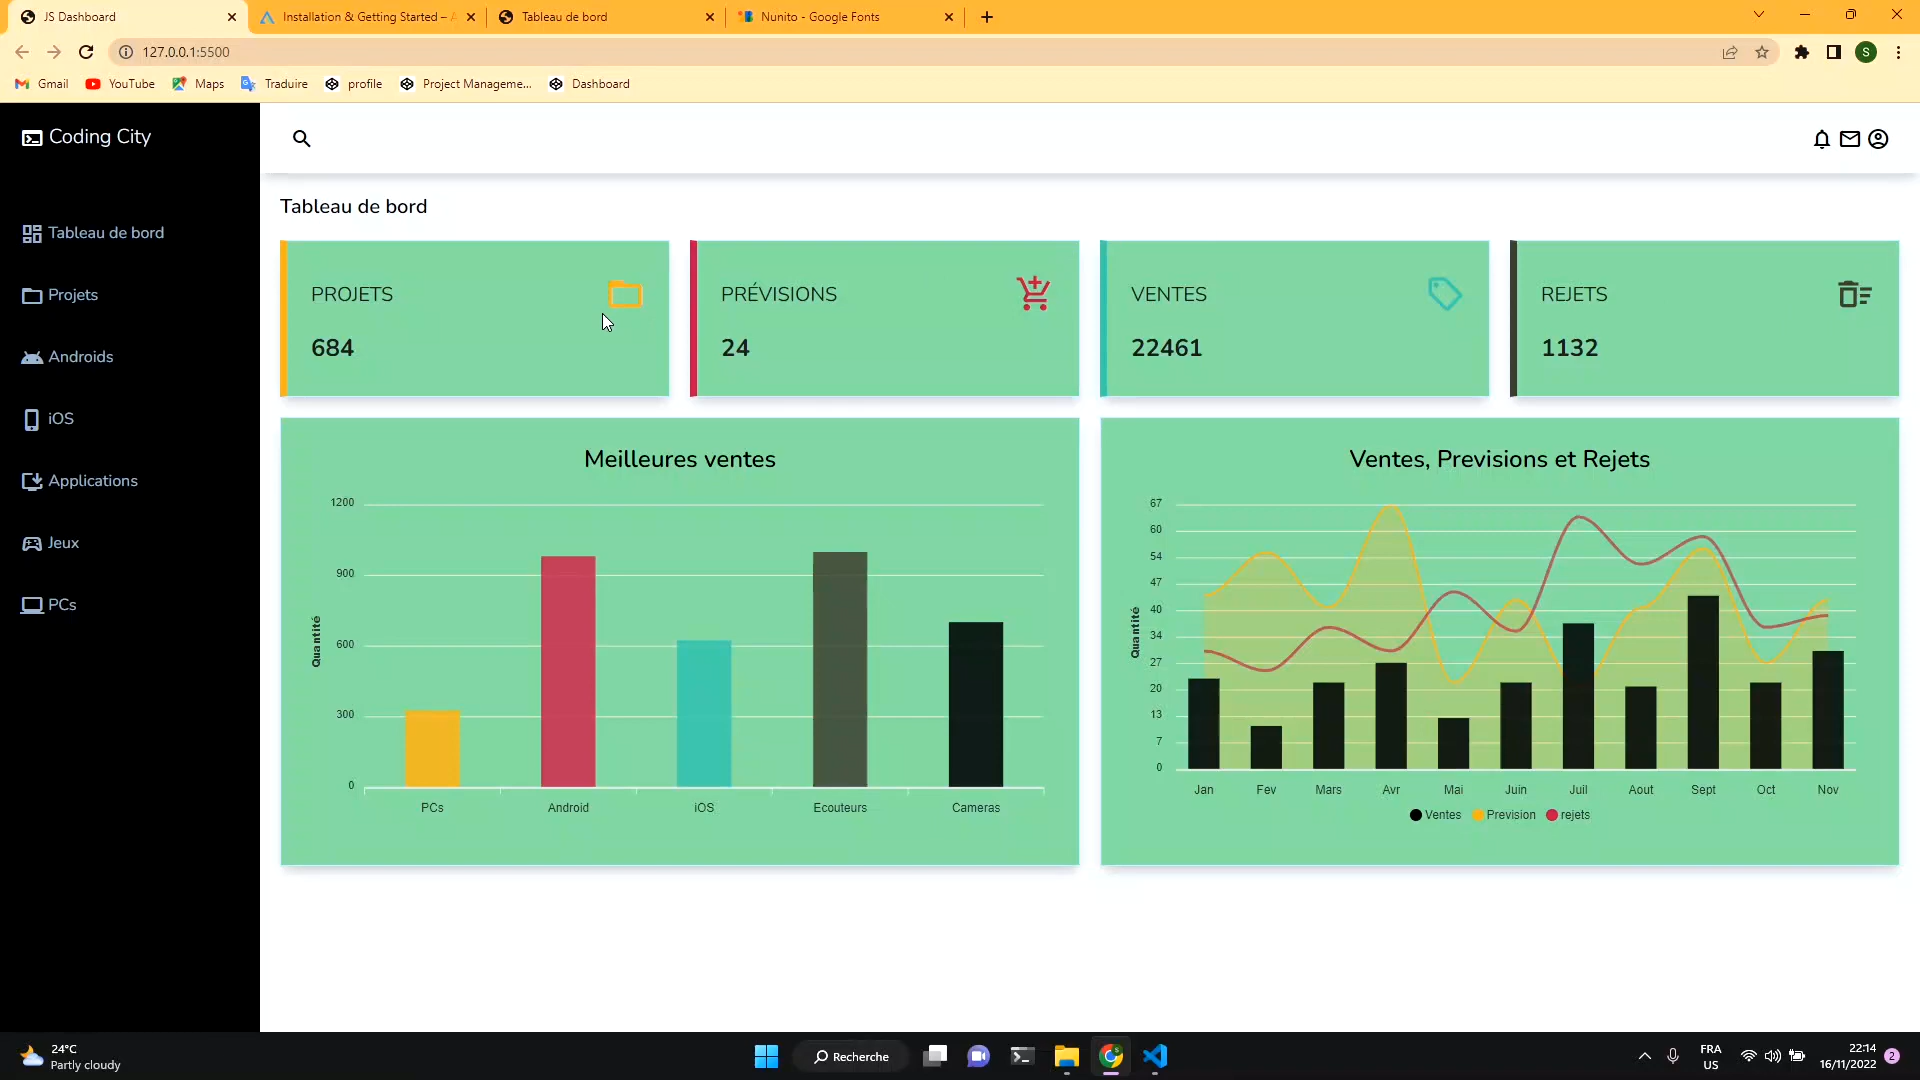 JS Dashboard
Installation & Getting Started –
Tableau de bord
Nunito - Google Fonts
127.0.0.1:5500
S
Gmail
YouTube
Maps
Traduire
profile
Project Manageme...
Dashboard
Coding City
Tableau de bord
Projets
Androids
iOS
Applications
Jeux
PCs
Tableau de bord
PROJETS
684
PRÉVISIONS
24
VENTES
22461
REJETS
1132
Meilleures ventes
1200
900
600
300
0
Quantité
PCs
Android
iOS
Ecouteurs
Cameras
Ventes, Previsions et Rejets
67
60
54
47
40
34
27
20
13
7
0
Quantité
Jan
Fev
Mars
Avr
Mai
Juin
Juil
Aout
Sept
Oct
Nov
Ventes
Prevision
rejets
24°C
Partly cloudy
Recherche
FRA
US
22:14
16/11/2022
2